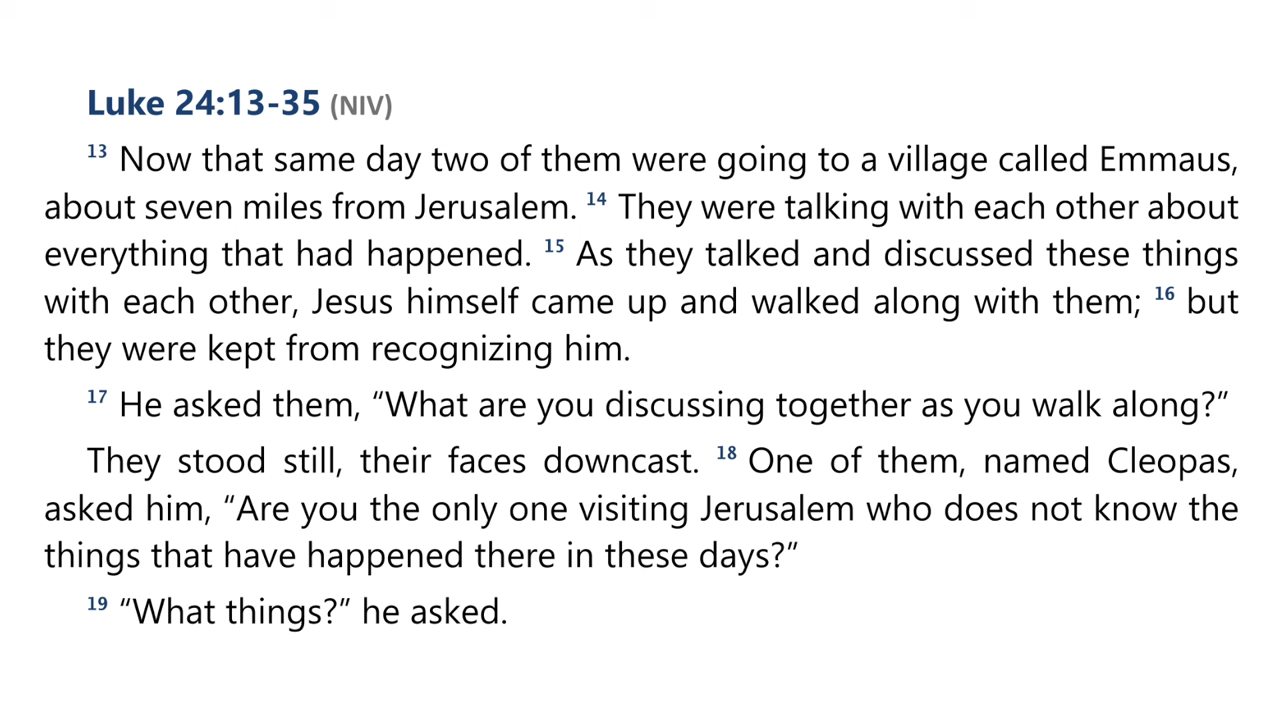 Luke 24:13-35 (NIV)
13 Now that same day two of them were going to a village called Emmaus,
about seven miles from Jerusalem. 14 They were talking with each other about
everything that had happened. 15 As they talked and discussed these things
with each other, Jesus himself came up and walked along with them; 16 but
they were kept from recognizing him.
17 He asked them, “What are you discussing together as you walk along?”
They stood still, their faces downcast. 18 One of them, named Cleopas,
asked him, “Are you the only one visiting Jerusalem who does not know the
things that have happened there in these days?”
19 “What things?” he asked.